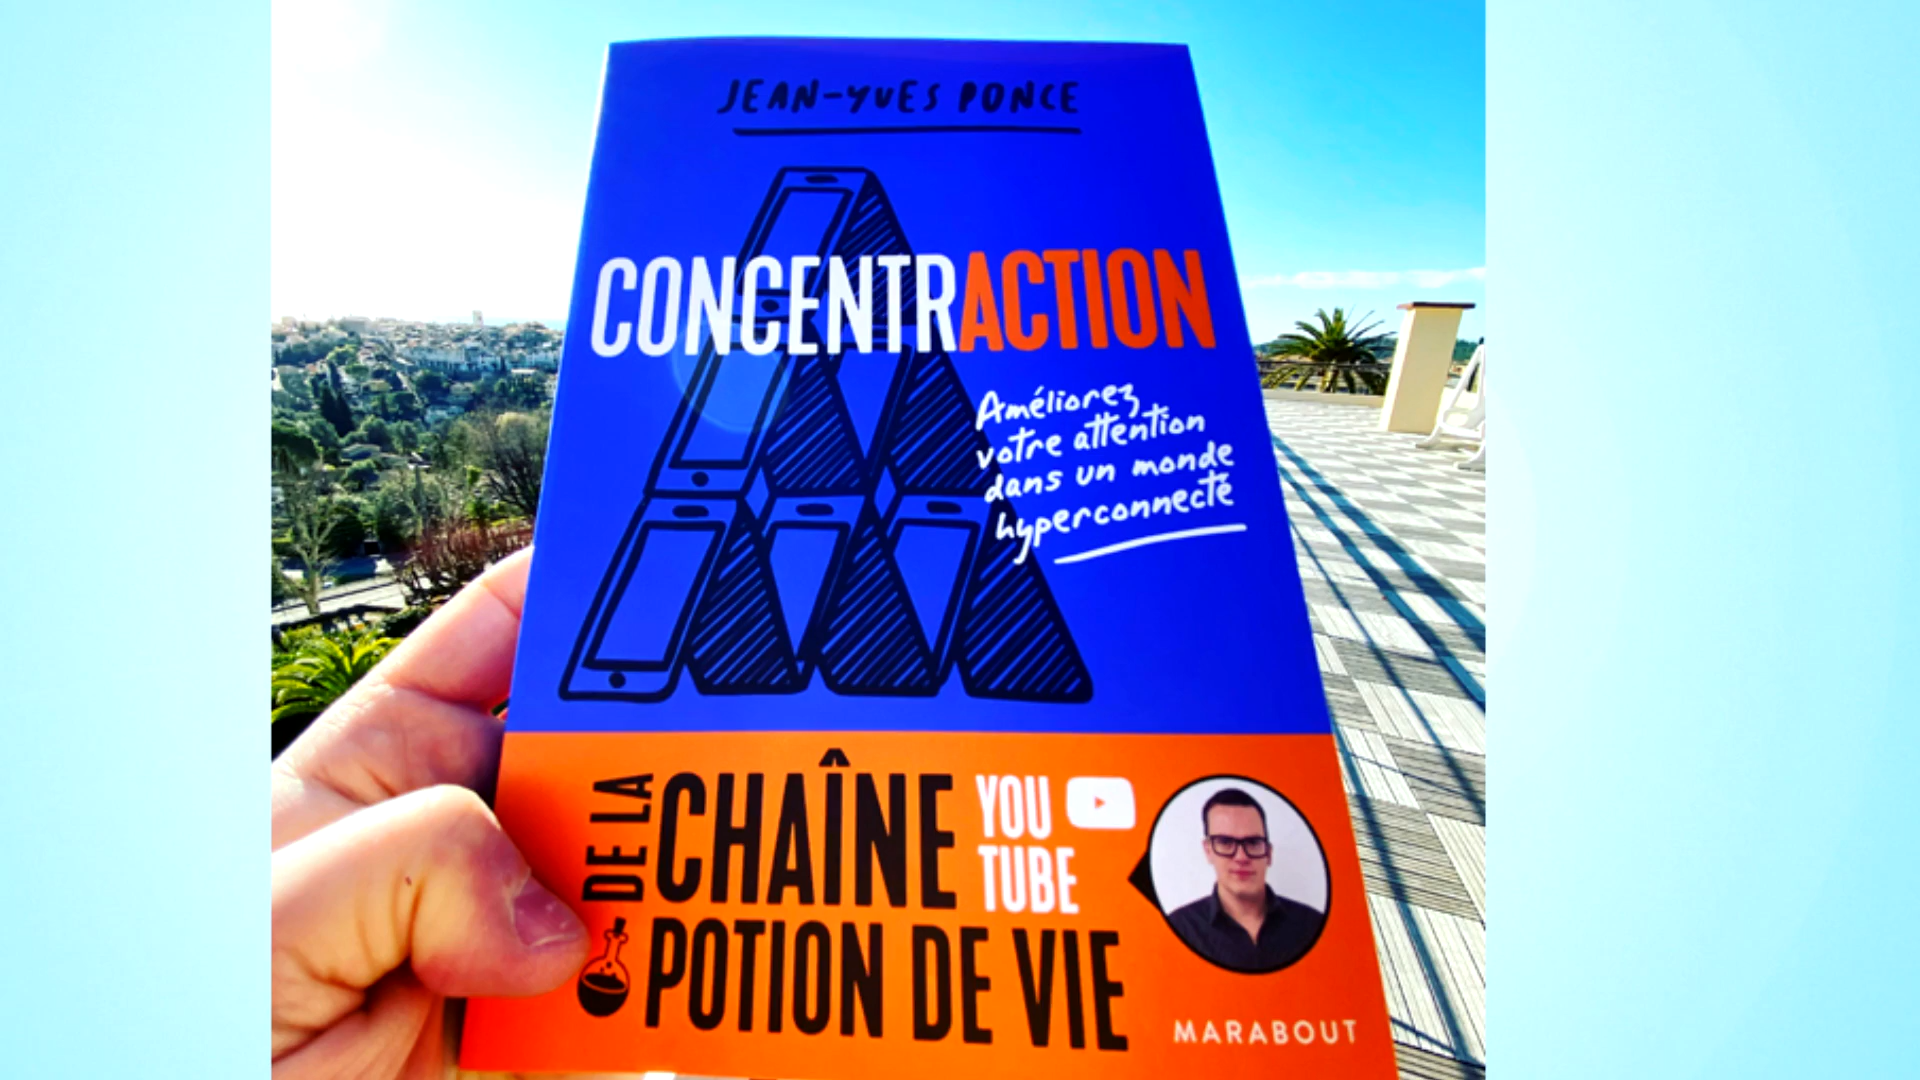 JEAN-YVES PONCE
CONCENTRACTION
Améliorez
votre attention
dans un monde
hyperconnecté
DE LA
CHAÎNE
YOU
TUBE
POTION DE VIE
MARABOUT